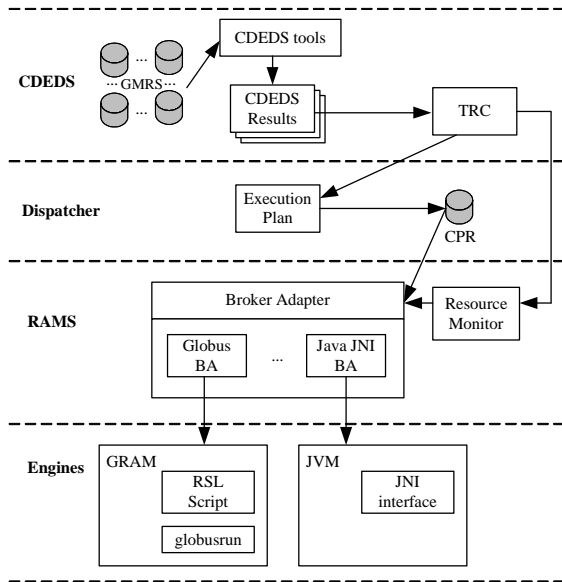 CDEDS tools
... ...
CDEDS
... GMRS ...
... ...
CDEDS
Results
TRC
Dispatcher
Execution
Plan
CPR
RAMS
Broker Adapter
Resource
Monitor
Globus
BA
...
Java JNI
BA
Engines
GRAM
RSL
Script
globusrun
JVM
JNI
interface